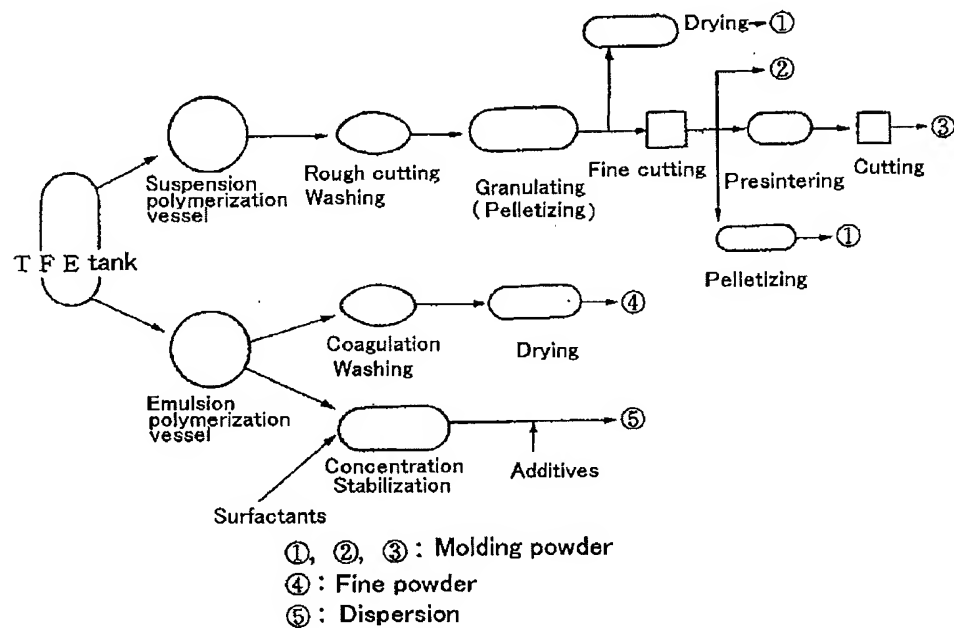 Drying
①
②
③
Suspension
polymerization
vessel
Rough cutting
Washing
Granulating
(Pelletizing)
Fine cutting
Presintering
Cutting
①
Pelletizing
TFE tank
④
Coagulation
Washing
Drying
Emulsion
polymerization
vessel
⑤
Concentration
Stabilization
Additives
Surfactants
①, ②, ③: Molding powder
④: Fine powder
⑤: Dispersion